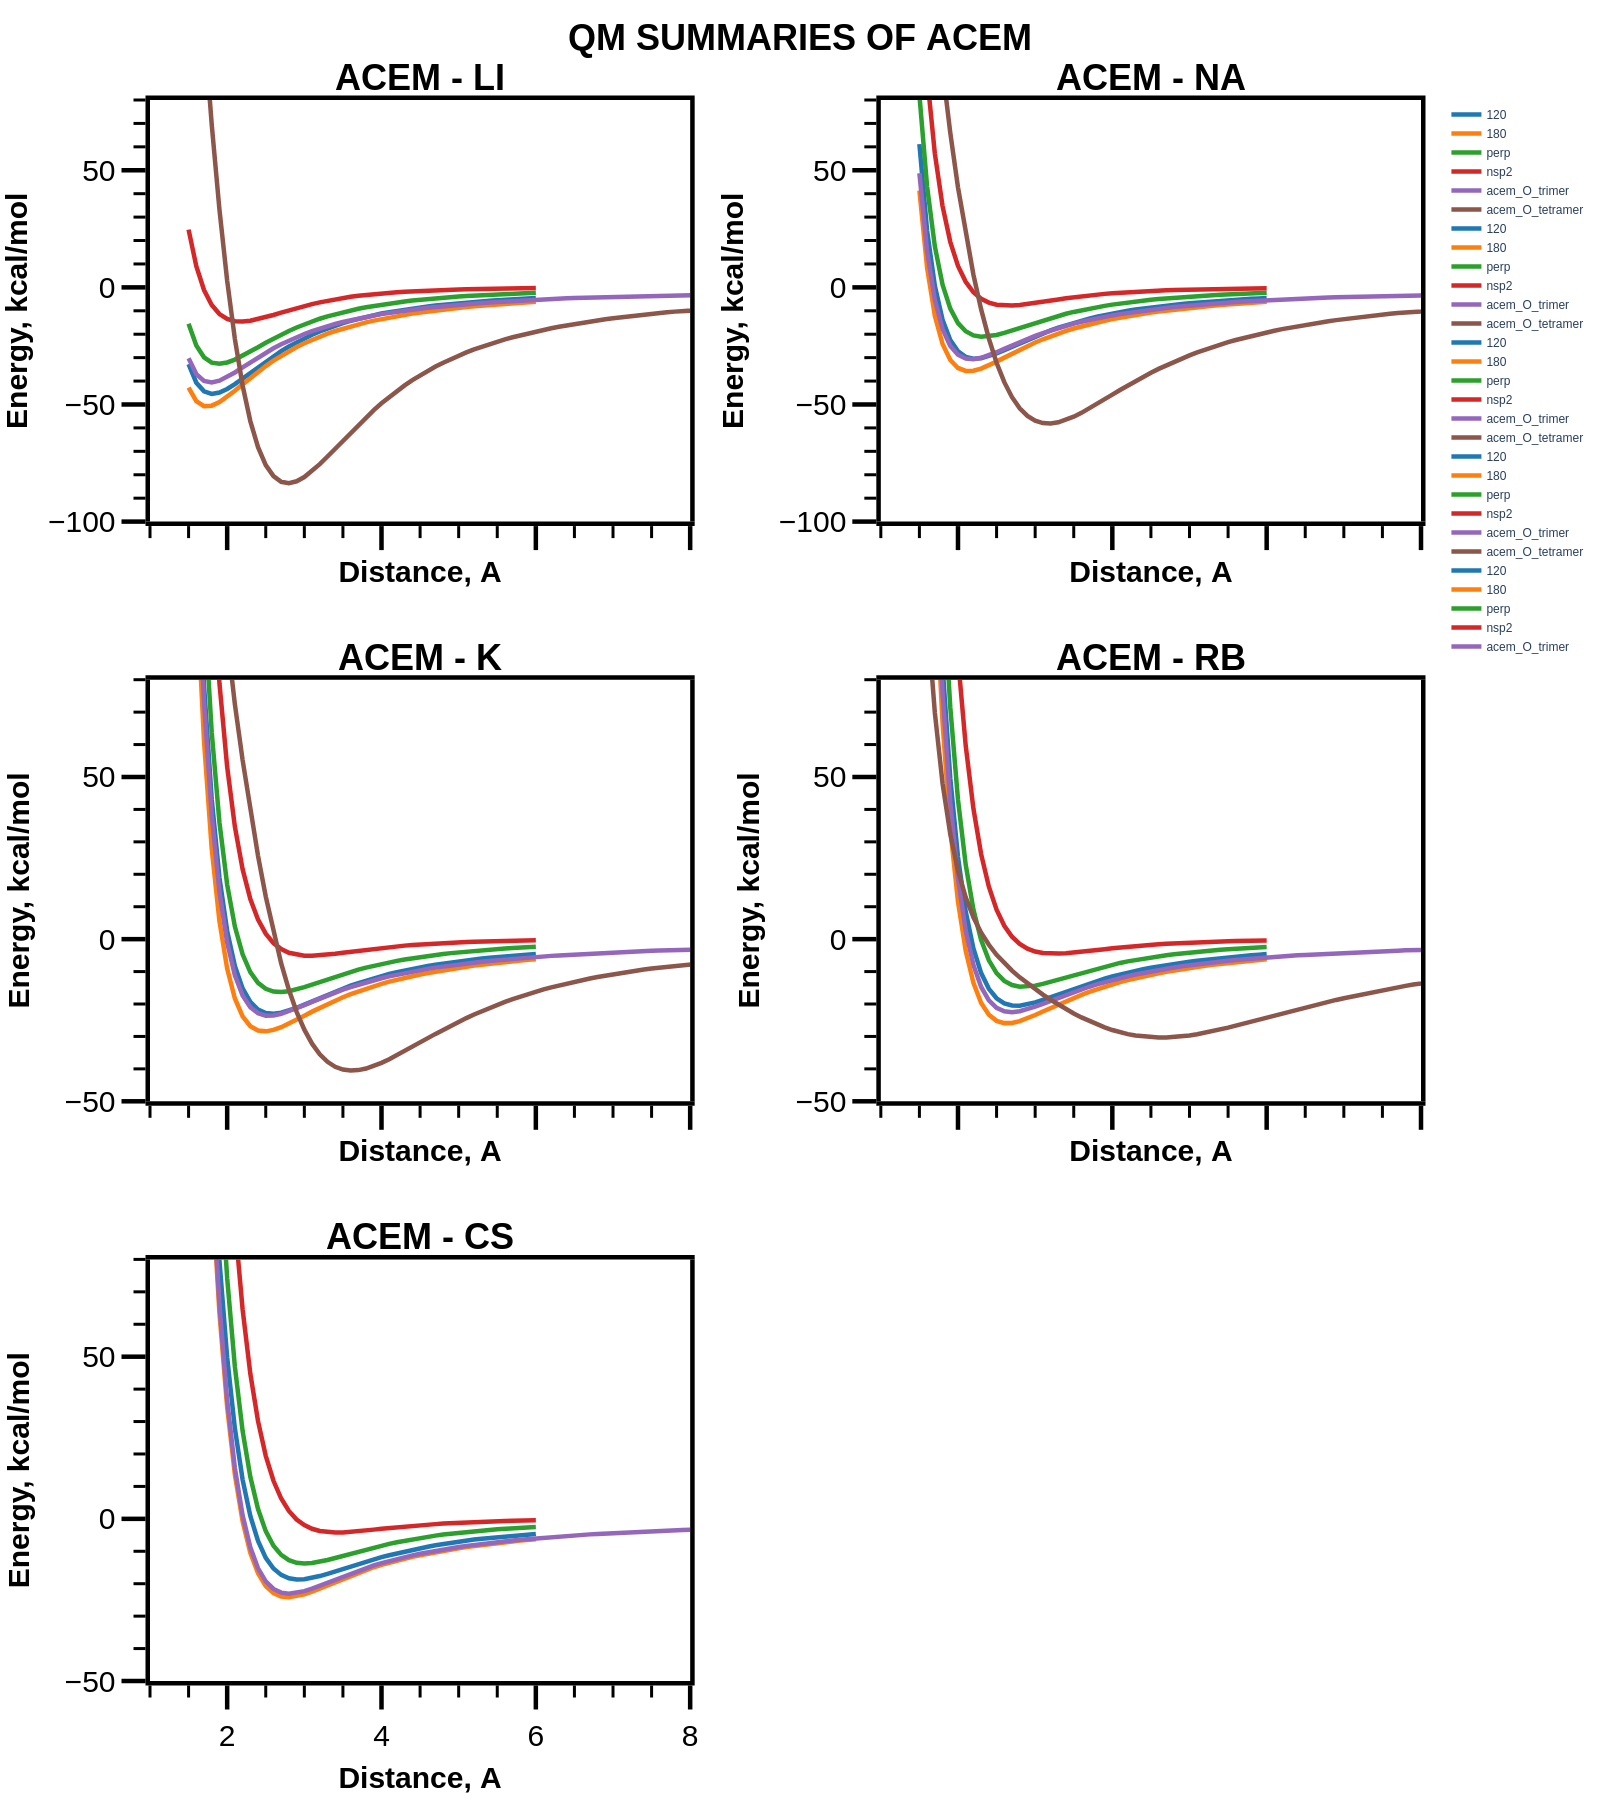 QM SUMMARIES OF ACEM
ACEM - LI
50
0
−50
−100
Energy, kcal/mol
Distance, A
ACEM - NA
50
0
−50
−100
Energy, kcal/mol
Distance, A
120
180
perp
nsp2
acem_O_trimer
acem_O_tetramer
120
180
perp
nsp2
acem_O_trimer
acem_O_tetramer
120
180
perp
nsp2
acem_O_trimer
acem_O_tetramer
120
180
perp
nsp2
acem_O_trimer
acem_O_tetramer
120
180
perp
nsp2
acem_O_trimer
ACEM - K
50
0
−50
Energy, kcal/mol
Distance, A
ACEM - RB
50
0
−50
Energy, kcal/mol
Distance, A
ACEM - CS
50
0
−50
Energy, kcal/mol
2 4 6 8
Distance, A